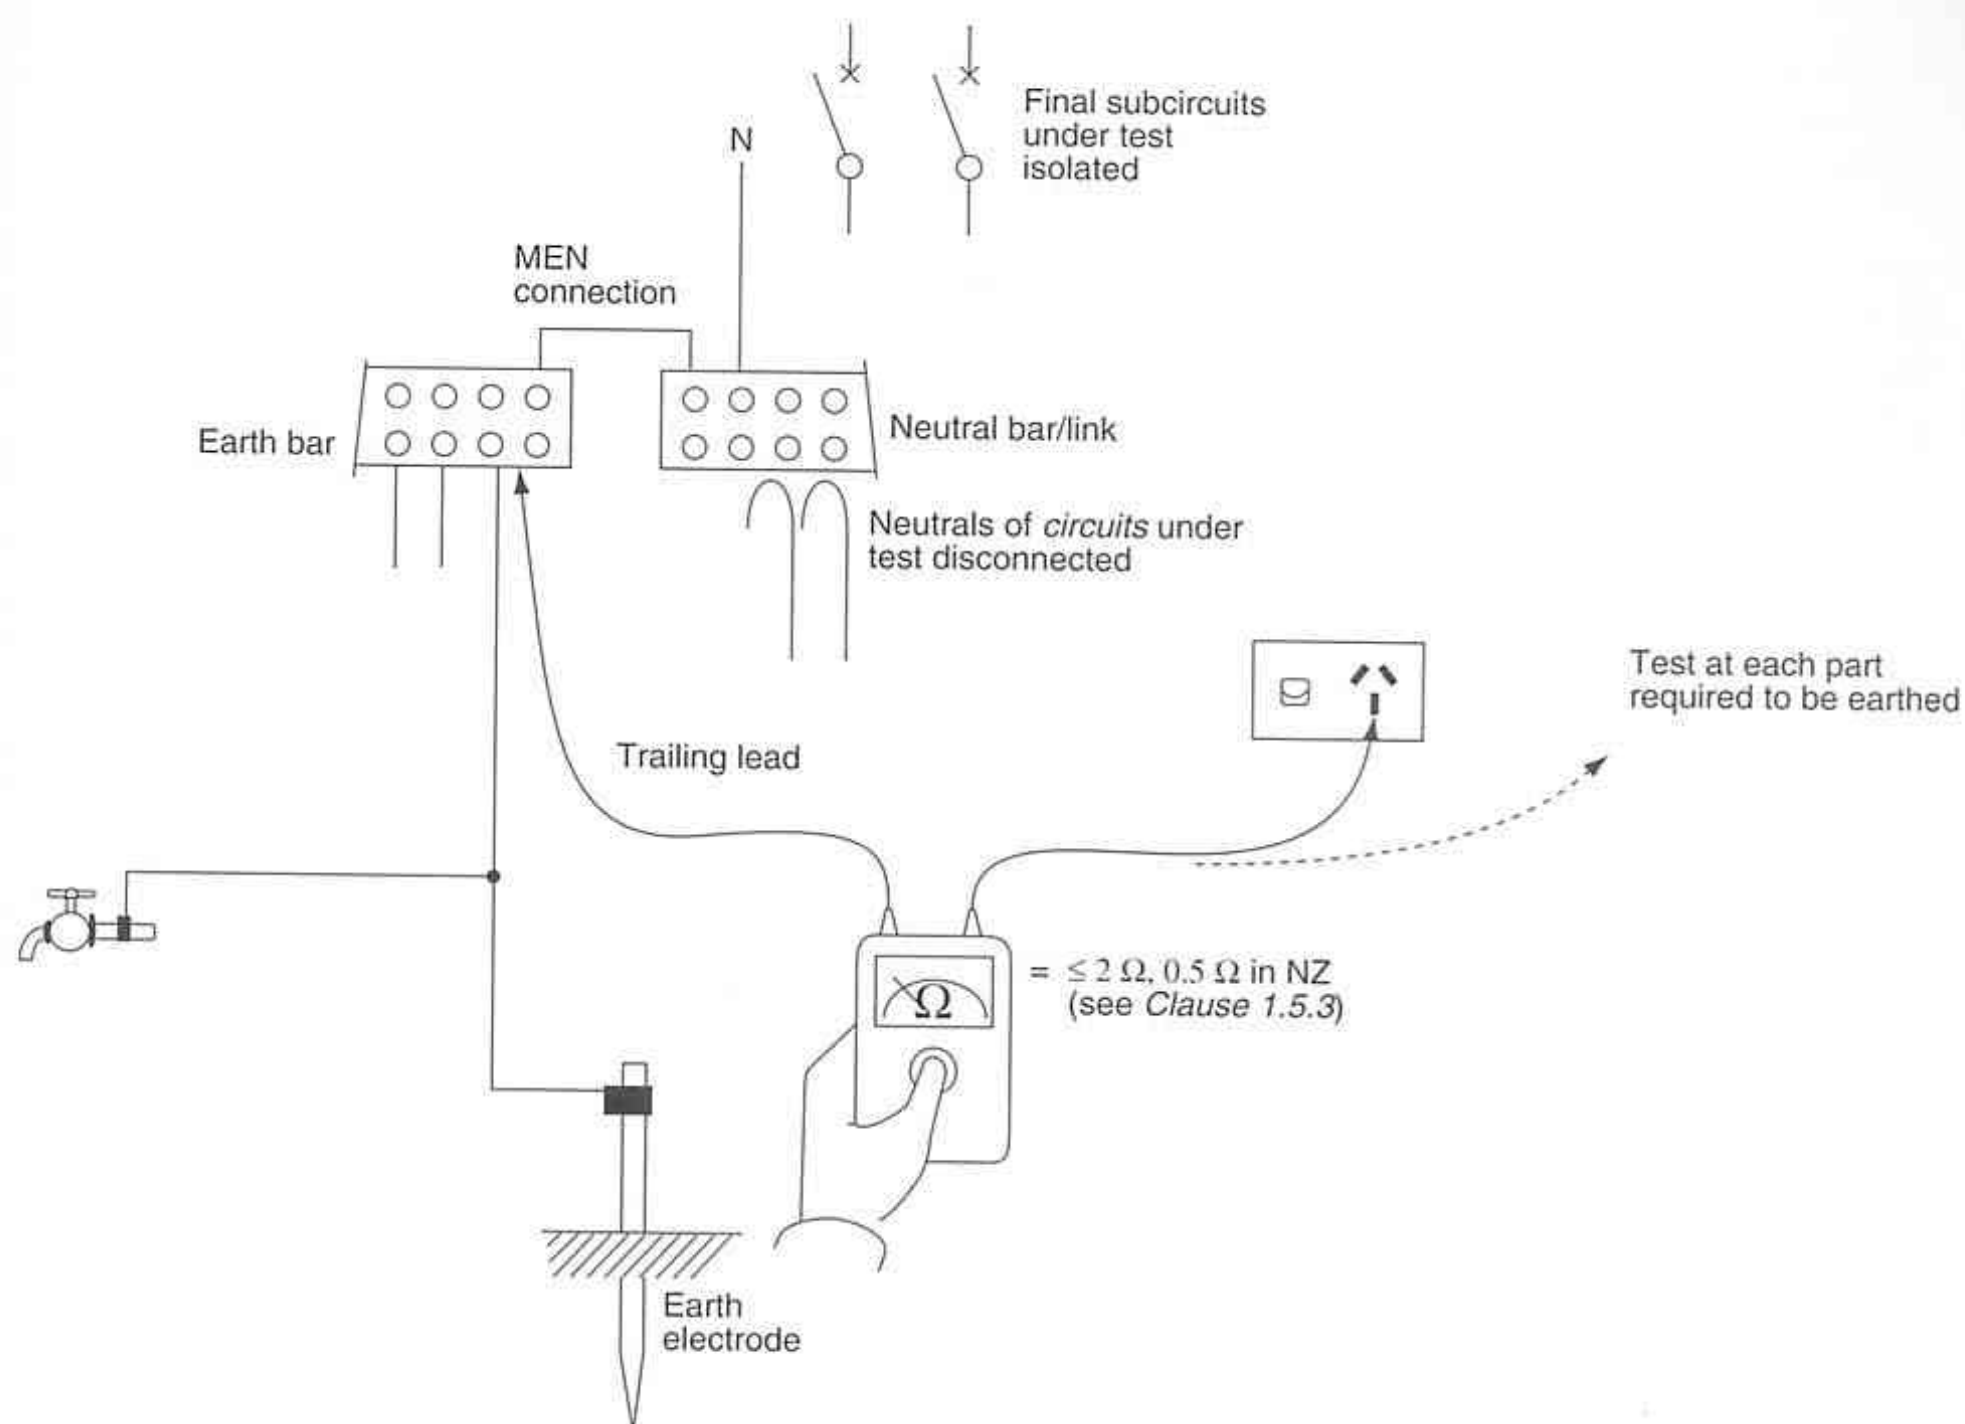 Final subcircuits
under test
isolated
N
MEN
connection
Earth bar
Neutral bar/link
Neutrals of circuits under
test disconnected
Test at each part
required to be earthed
Trailing lead
Ω
= ≤ 2 Ω, 0.5 Ω in NZ
(see Clause 1.5.3)
Earth
electrode